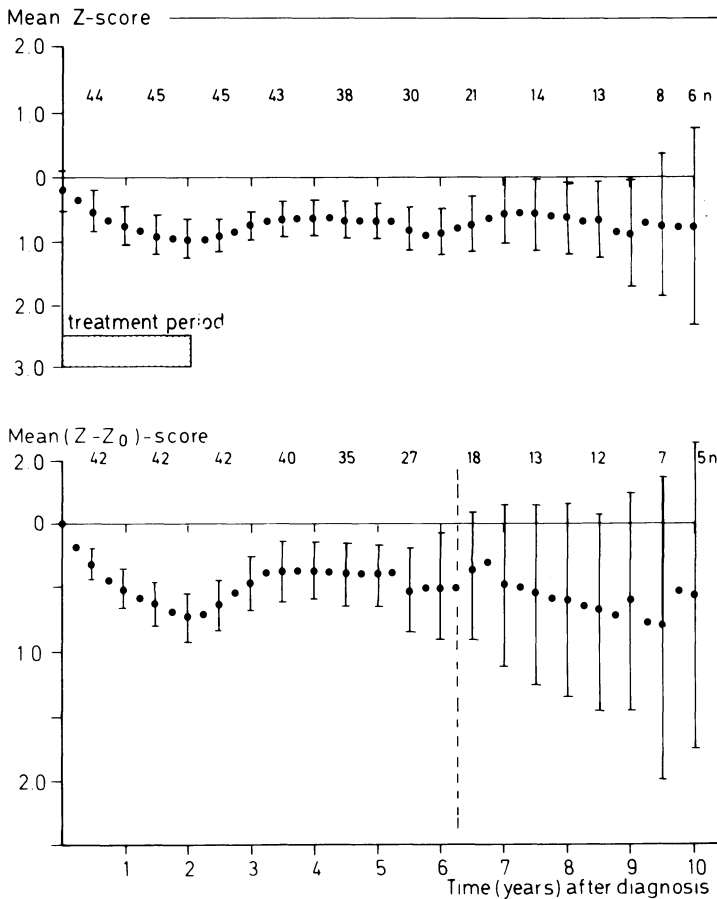 Mean Z-score
2.0
44 45 45 43 38 30 21 14 13 8 6 n
1.0
0
1.0
2.0
treatment period
3.0
Mean (Z-Z0)-score
2.0
42 42 42 40 35 27 18 13 12 7 5 n
0
1.0
2.0
1 2 3 4 5 6 7 8 9 10
Time (years) after diagnosis